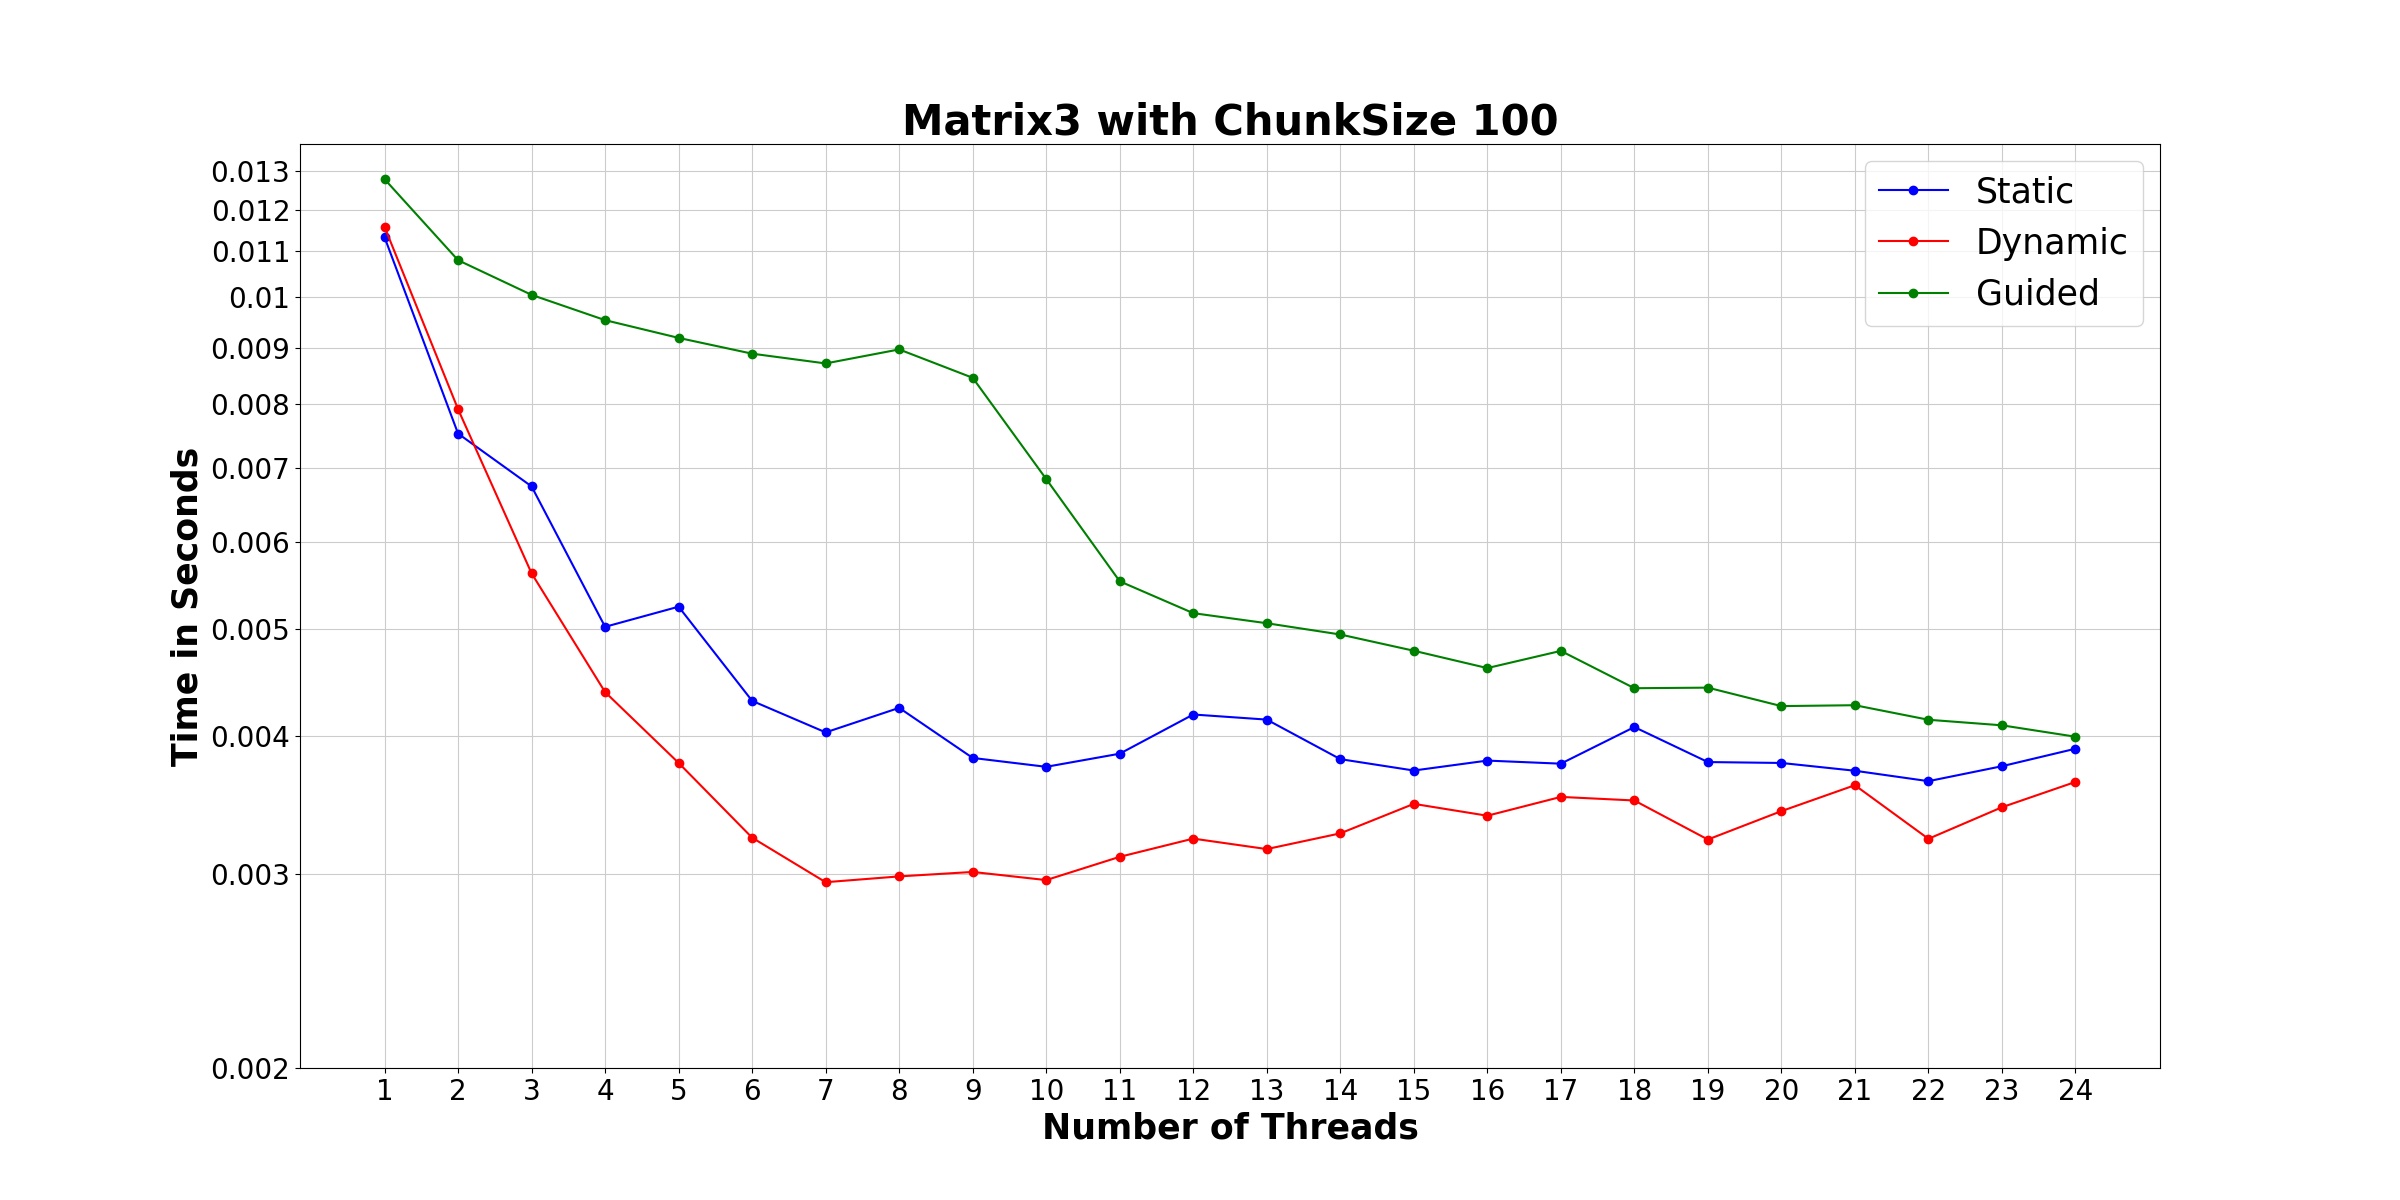 Matrix3 with ChunkSize 100
Static
Dynamic
Guided
Time in Seconds
0.013
0.012
0.011
0.01
0.009
0.008
0.007
0.006
0.005
0.004
0.003
0.002
1 2 3 4 5 6 7 8 9 10 11 12 13 14 15 16 17 18 19 20 21 22 23 24
Number of Threads